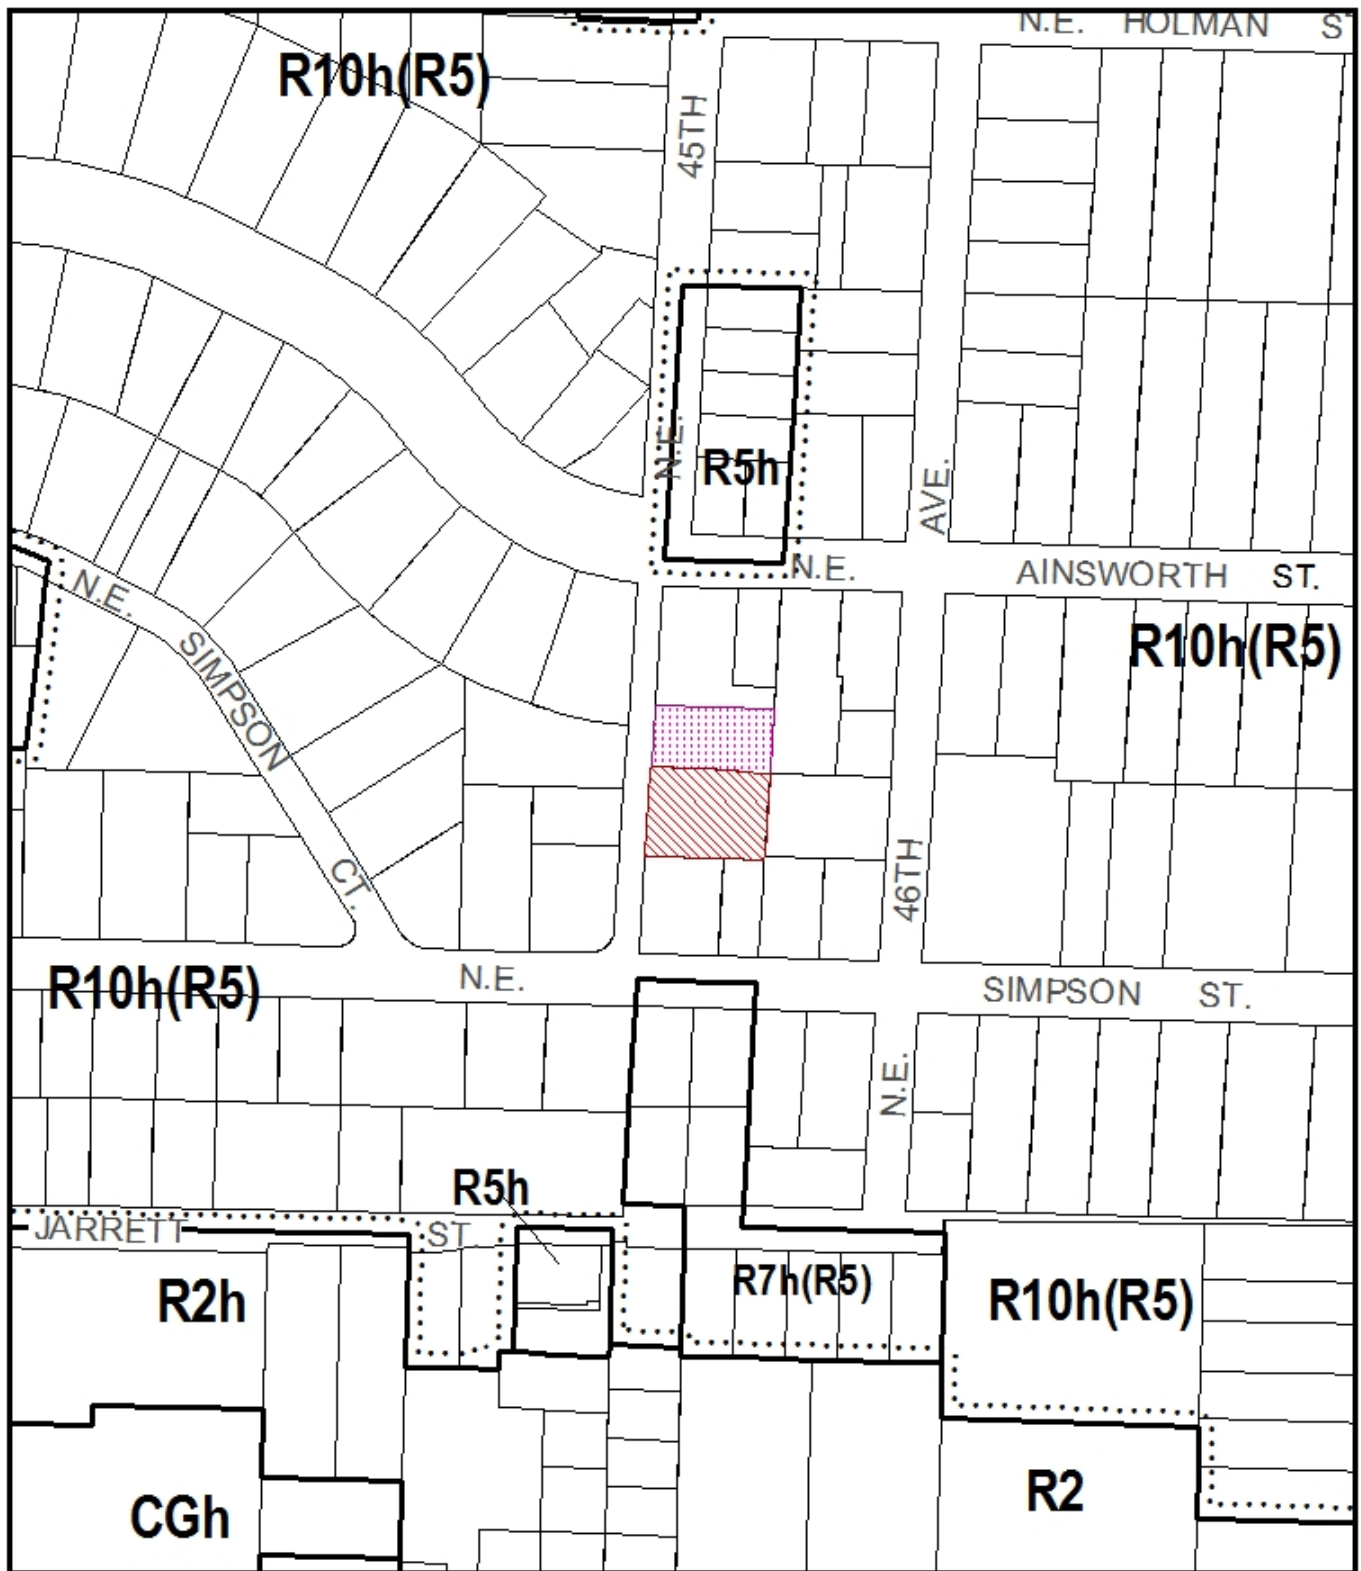 N.E. HOLMAN S
R10h(R5)
45TH
N.E.
R5h
AVE.
N.E. AINSWORTH ST.
N.E. SIMPSON CT.
R10h(R5)
46TH
R10h(R5)
N.E. SIMPSON ST.
N.E.
R5h
JARRETT ST.
R7h(R5)
R2h
R10h(R5)
R2
CGh